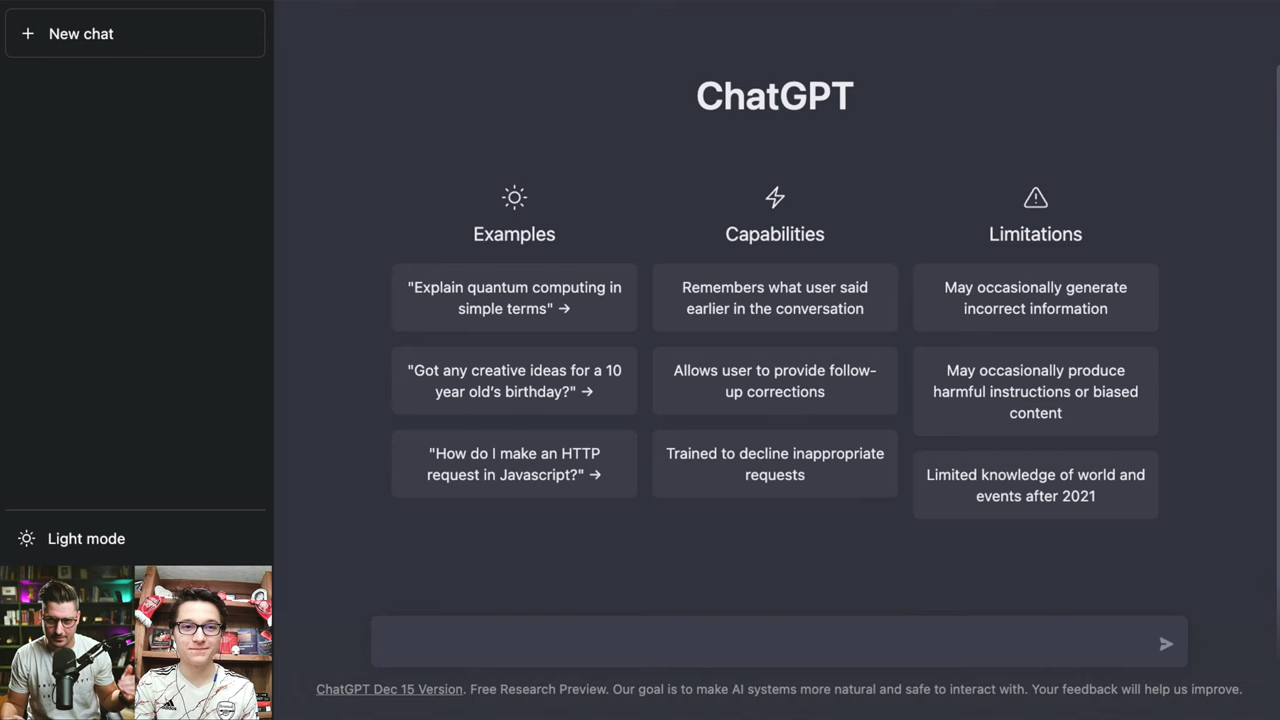 New chat
ChatGPT
Examples
"Explain quantum computing in
simple terms" →
"Got any creative ideas for a 10
year old's birthday?" →
"How do I make an HTTP
request in Javascript?" →
Capabilities
Remembers what user said
earlier in the conversation
Allows user to provide follow-
up corrections
Trained to decline inappropriate
requests
Limitations
May occasionally generate
incorrect information
May occasionally produce
harmful instructions or biased
content
Limited knowledge of world and
events after 2021
Light mode
ChatGPT Dec 15 Version. Free Research Preview. Our goal is to make AI systems more natural and safe to interact with. Your feedback will help us improve.